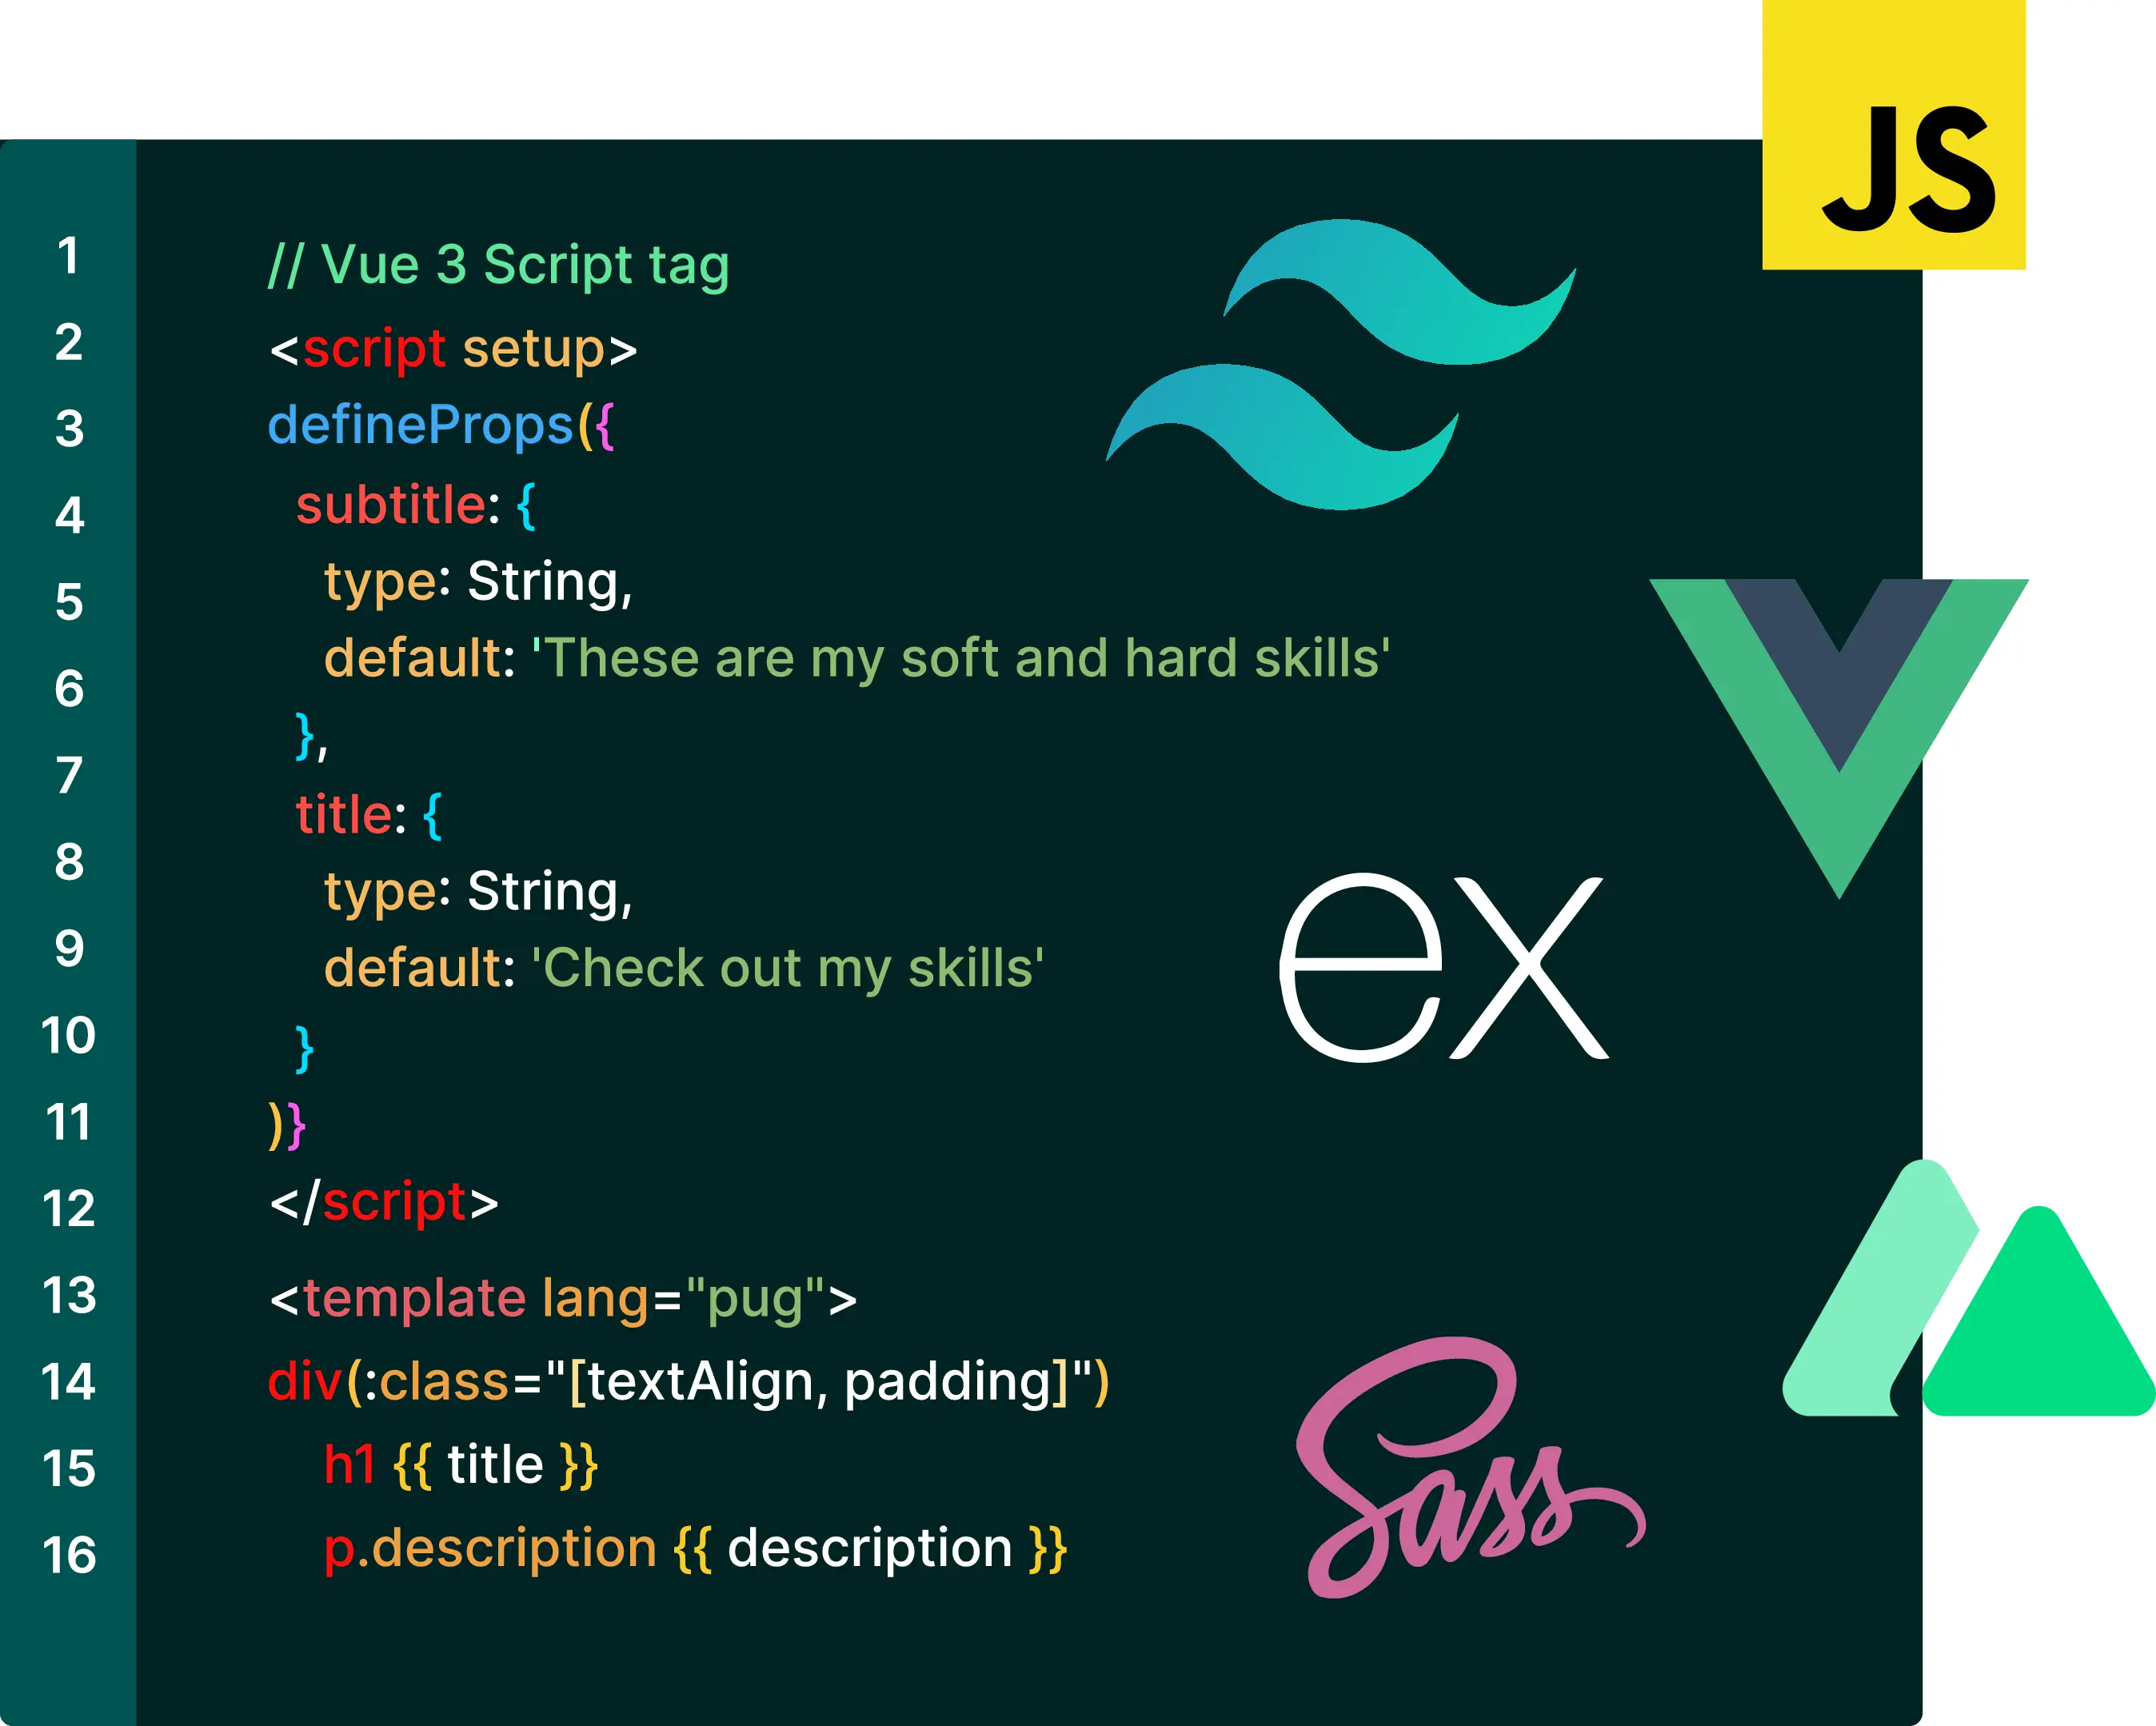 JS
1 // Vue 3 Script tag
2 <script setup>
3 defineProps({
4 subtitle: {
5 type: String,
6 default: 'These are my soft and hard skills'
7 },
8 title: {
9 type: String,
10 default: 'Check out my skills'
11 }
12 )}
13 </script>
14 <template lang="pug">
15 div(:class="[textAlign, padding]")
16 h1 {{ title }}
p.description {{ description }}
ex
Sass